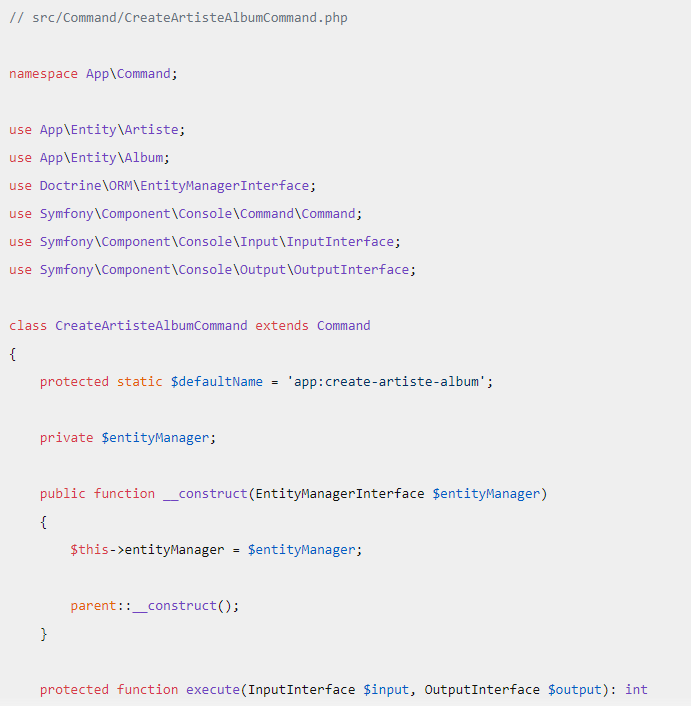 // src/Command/CreateArtisteAlbumCommand.php
namespace App\Command;
use App\Entity\Artiste;
use App\Entity\Album;
use Doctrine\ORM\EntityManagerInterface;
use Symfony\Component\Console\Command\Command;
use Symfony\Component\Console\Input\InputInterface;
use Symfony\Component\Console\Output\OutputInterface;
class CreateArtisteAlbumCommand extends Command
{
    protected static $defaultName = 'app:create-artiste-album';
    private $entityManager;
    public function __construct(EntityManagerInterface $entityManager)
    {
        $this->entityManager = $entityManager;
        parent::__construct();
    }
    protected function execute(InputInterface $input, OutputInterface $output): int